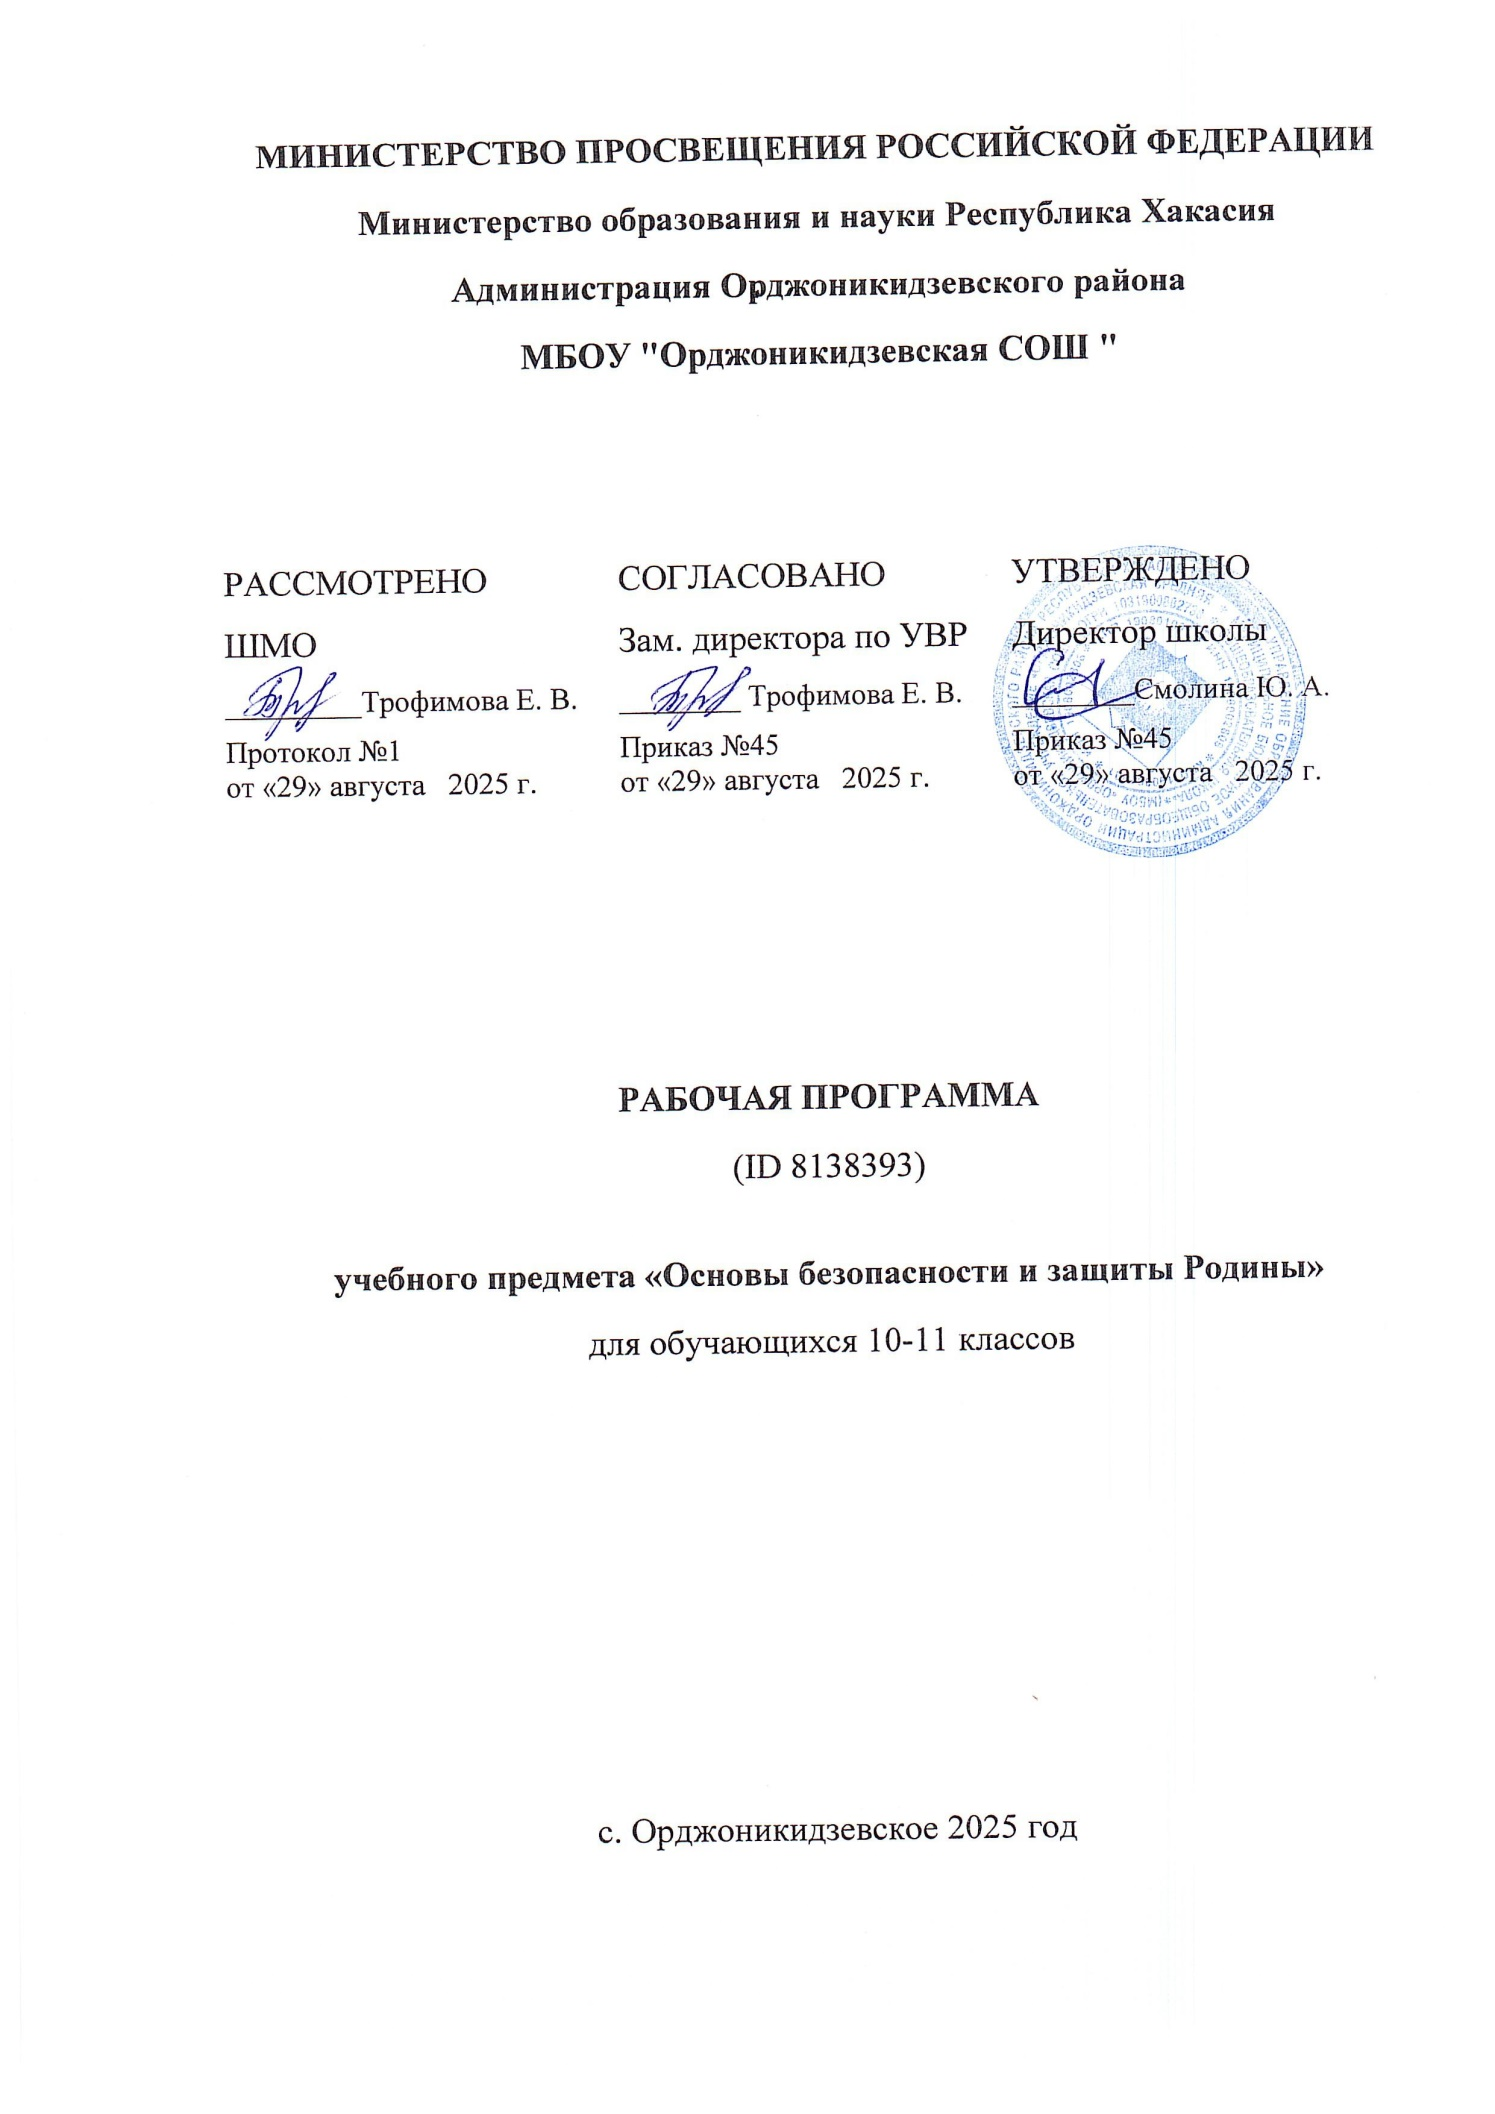 МИНИСТЕРСТВО ПРОСВЕЩЕНИЯ РОССИЙСКОЙ ФЕДЕРАЦИИ
Министерство образования и науки Республика Хакасия
Администрация Орджоникидзевского района
МБОУ "Орджоникидзевская СОШ "
РАССМОТРЕНО
ШМО
Трофимова Е. В.
Протокол №1
от «29» августа 2025 г.
СОГЛАСОВАНО
Зам. директора по УВР
Трофимова Е. В.
Приказ №45
от «29» августа 2025 г.
УТВЕРЖДЕНО
Директор школы
Смолина Ю. А.
Приказ №45
от «29» августа 2025 г.
РАБОЧАЯ ПРОГРАММА
(ID 8138393)
учебного предмета «Основы безопасности и защиты Родины»
для обучающихся 10-11 классов
с. Орджоникидзевское 2025 год